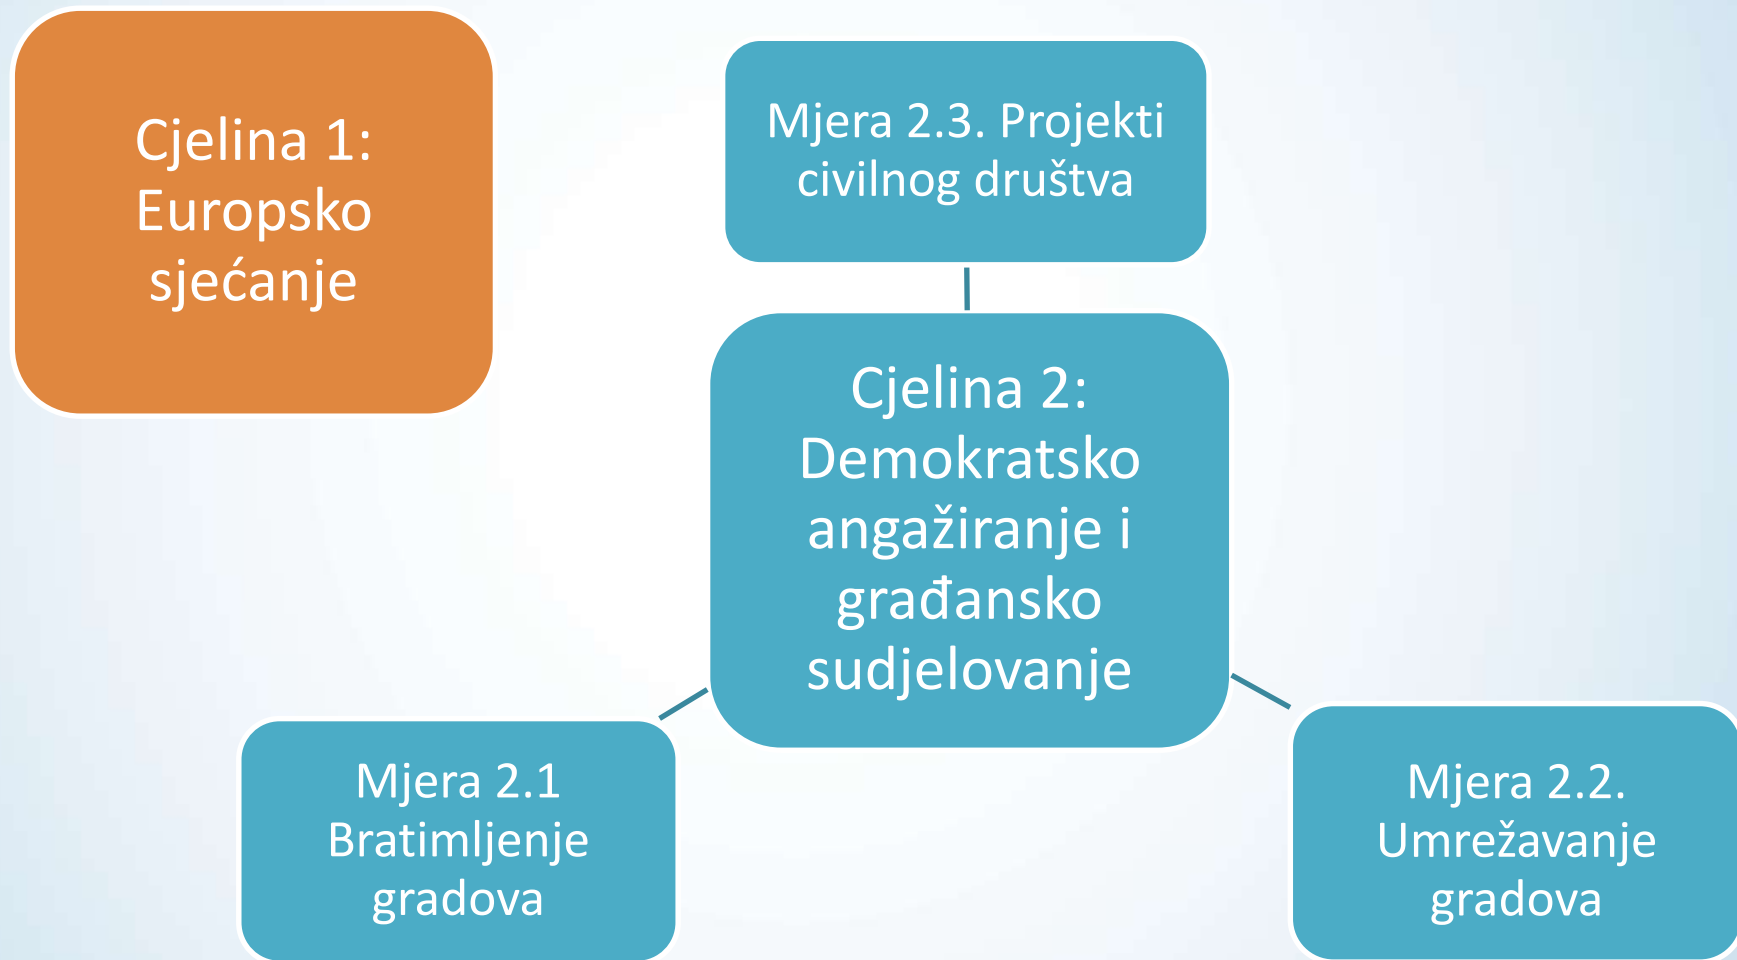 Cjelina 1:
Europsko
sjećanje
Mjera 2.3. Projekti
civilnog društva
Cjelina 2:
Demokratsko
angažiranje i
građansko
sudjelovanje
Mjera 2.1
Bratimljenje
gradova
Mjera 2.2.
Umrežavanje
gradova